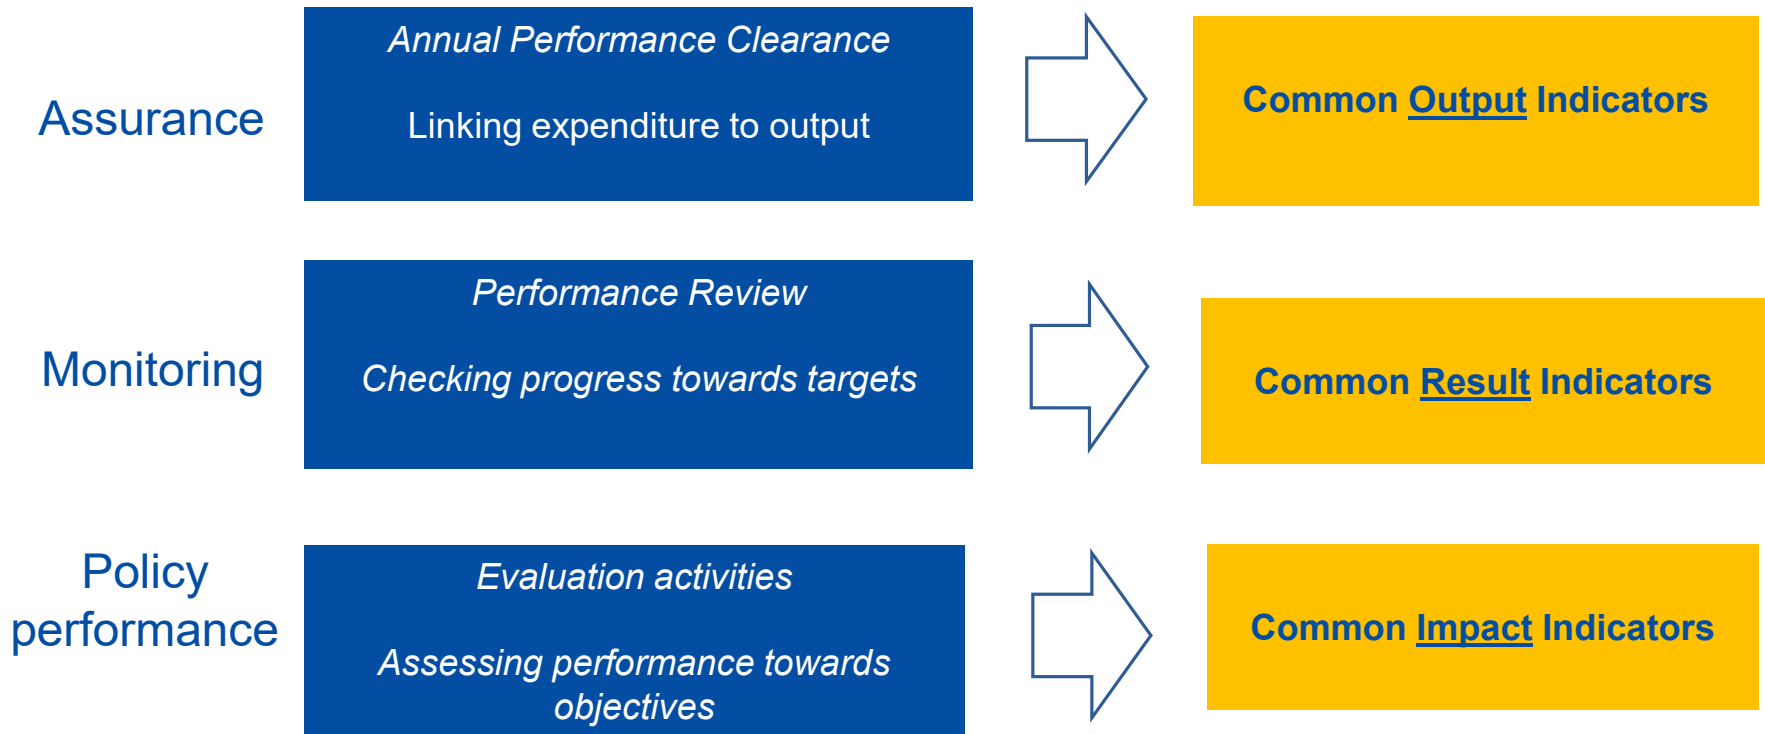 Assurance
Annual Performance Clearance
Linking expenditure to output
Common Output Indicators
Monitoring
Performance Review
Checking progress towards targets
Common Result Indicators
Policy
performance
Evaluation activities
Assessing performance towards
objectives
Common Impact Indicators